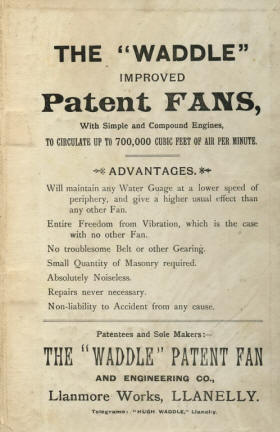 THE "WADDLE"
IMPROVED
Patent FANS,
With Simple and Compound Engines,
TO CIRCULATE UP TO 700,000 CUBIC FEET OF AIR PER MINUTE.
ADVANTAGES.
Will maintain any Water Guage at a lower speed of
periphery, and give a higher usual effect than
any other Fan.
Entire Freedom from Vibration, which is the case
with no other Fan.
No troublesome Belt or other Gearing.
Small Quantity of Masonry required.
Absolutely Noiseless.
Repairs never necessary.
Non-liability to Accident from any cause.
Patentees and Sole Makers:—
THE "WADDLE" PATENT FAN
AND ENGINEERING CO.,
Llanmore Works, LLANELLY.
Telegrams: "HUGH WADDLE," Llanelly.